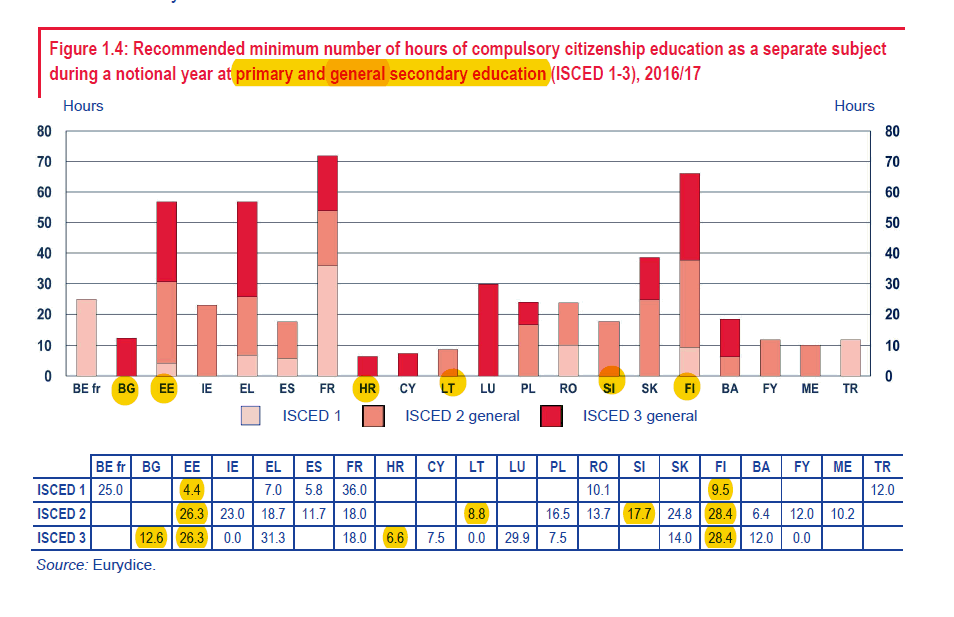 Figure 1.4: Recommended minimum number of hours of compulsory citizenship education as a separate subject
during a notional year at primary and general secondary education (ISCED 1-3), 2016/17
Hours Hours
80 80
70 70
60 60
50 50
40 40
30 30
20 20
10 10
0 0
BE fr BG EE IE EL ES FR HR CY LT LU PL RO SI SK FI BA FY ME TR
ISCED 1 ISCED 2 general ISCED 3 general
BE fr BG EE IE EL ES FR HR CY LT LU PL RO SI SK FI BA FY ME TR
ISCED 1 25.0 4.4 7.0 5.8 36.0 10.1 9.5 12.0
ISCED 2 26.3 23.0 18.7 11.7 18.0 8.8 16.5 13.7 17.7 24.8 28.4 6.4 12.0 10.2
ISCED 3 12.6 26.3 0.0 31.3 18.0 6.6 7.5 0.0 29.9 7.5 14.0 28.4 12.0 0.0
Source: Eurydice.